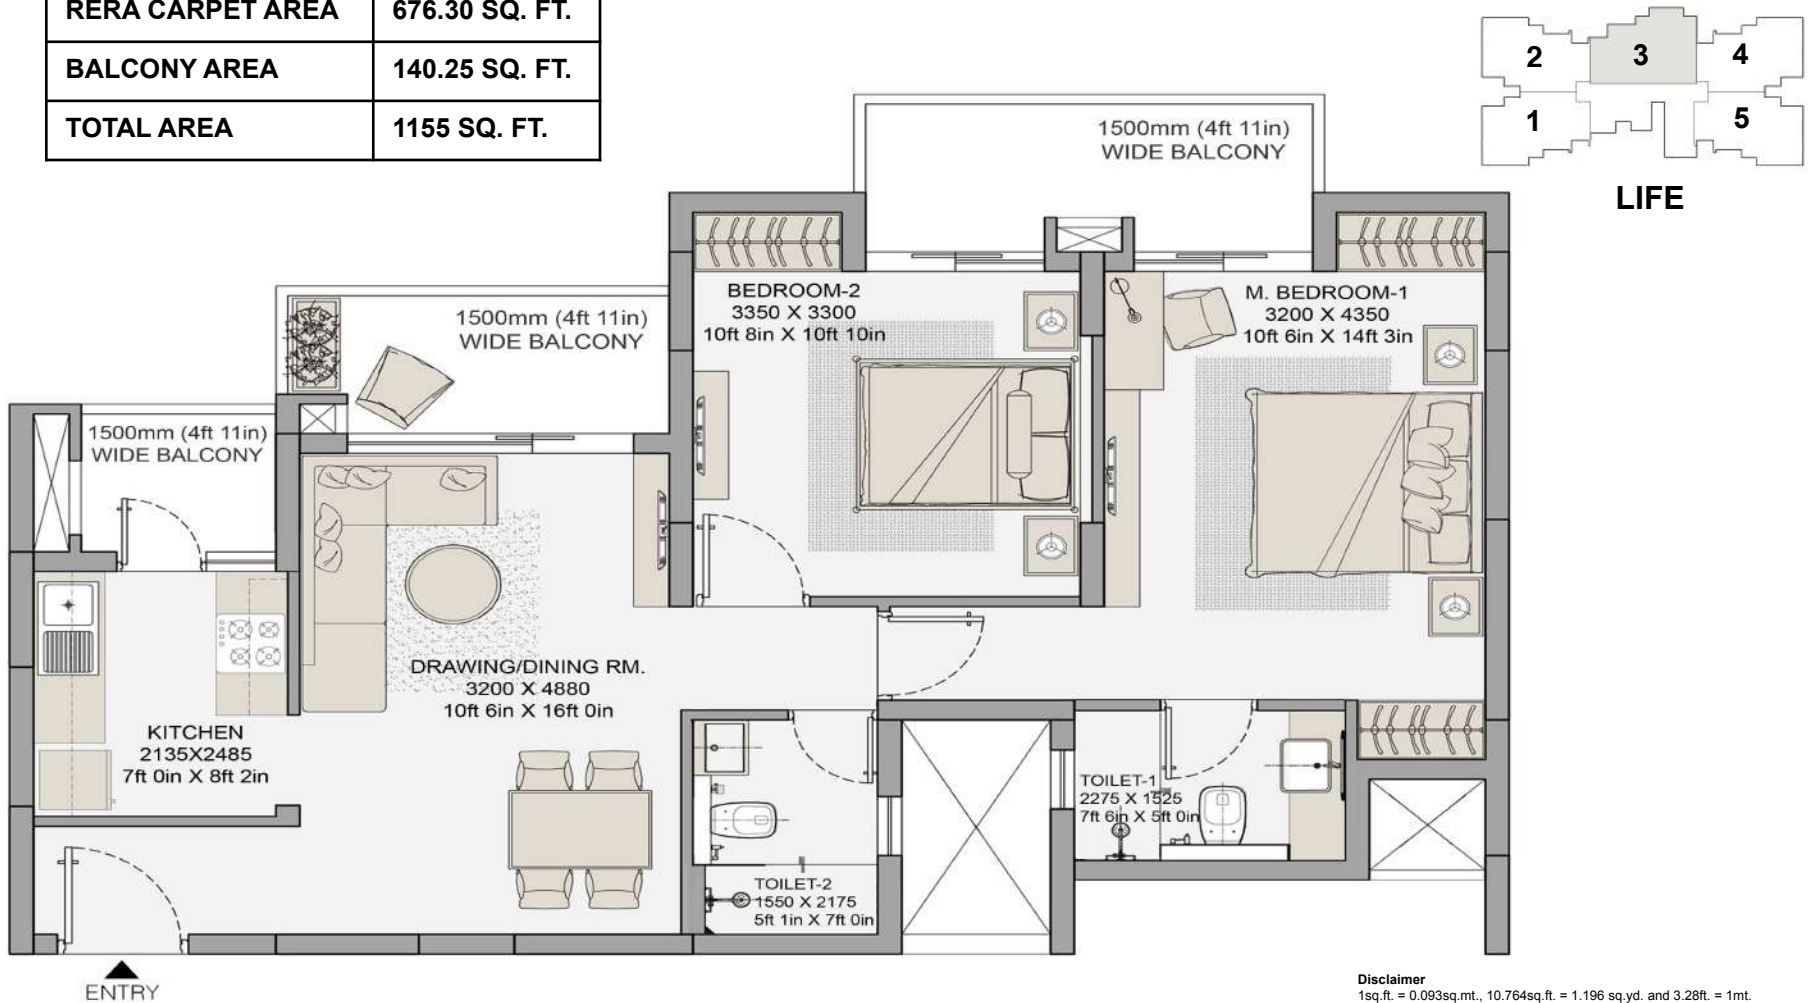 RERA CARPET AREA 676.30 SQ. FT.
BALCONY AREA 140.25 SQ. FT.
TOTAL AREA 1155 SQ. FT.
2 3 4
1 5
LIFE
1500mm (4ft 11in)
WIDE BALCONY
BEDROOM-2
3350 X 3300
10ft 8in X 10ft 10in
M. BEDROOM-1
3200 X 4350
10ft 6in X 14ft 3in
1500mm (4ft 11in)
WIDE BALCONY
1500mm (4ft 11in)
WIDE BALCONY
DRAWING/DINING RM.
3200 X 4880
10ft 6in X 16ft 0in
KITCHEN
2135X2485
7ft 0in X 8ft 2in
TOILET-1
2275 X 1525
7ft 6in X 5ft 0in
TOILET-2
1550 X 2175
5ft 1in X 7ft 0in
ENTRY
Disclaimer
1sq.ft. = 0.093sq.mt., 10.764sq.ft. = 1.196 sq.yd. and 3.28ft. = 1mt.